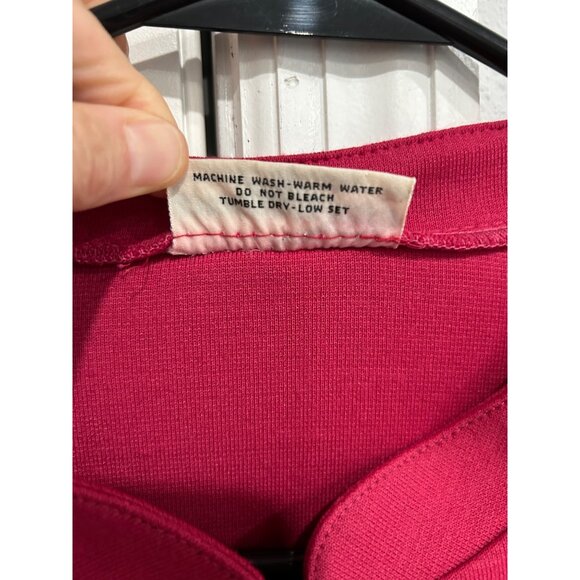 MACHINE WASH-WARM WATER
DO NOT BLEACH
TUMBLE DRY-LOW SET